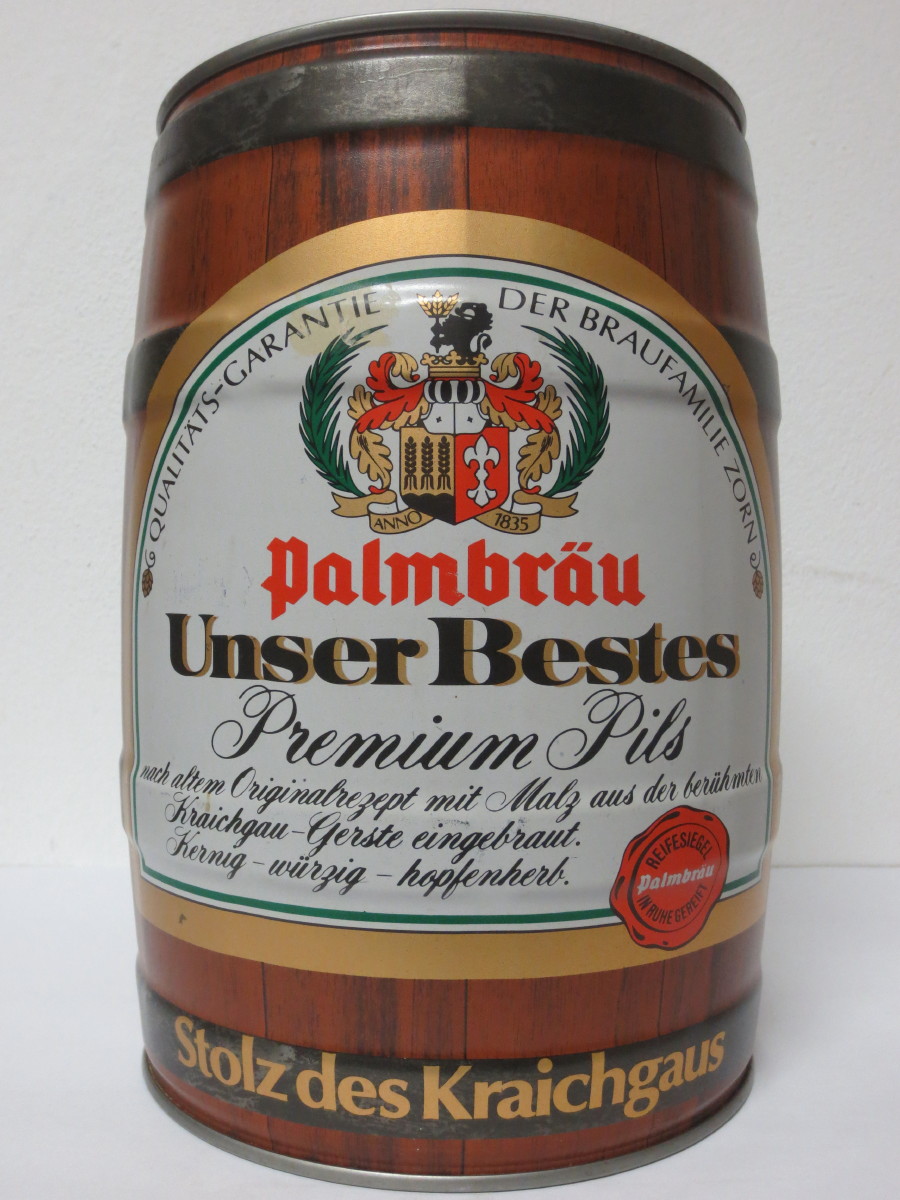 QUALITÄTS-GARANTIE DER BRAUFAMILIE ZORN
ANNO 1835
Palmbräu
Unser Bestes
Premium Pils
nach altem Originalrezept mit Malz aus der berühmten
Kraichgau-Gerste eingebraut.
Kernig - würzig - hopfenherb.
REIFESIEGEL
Palmbräu
IN RUHE GEREIFT
Stolz des Kraichgaus